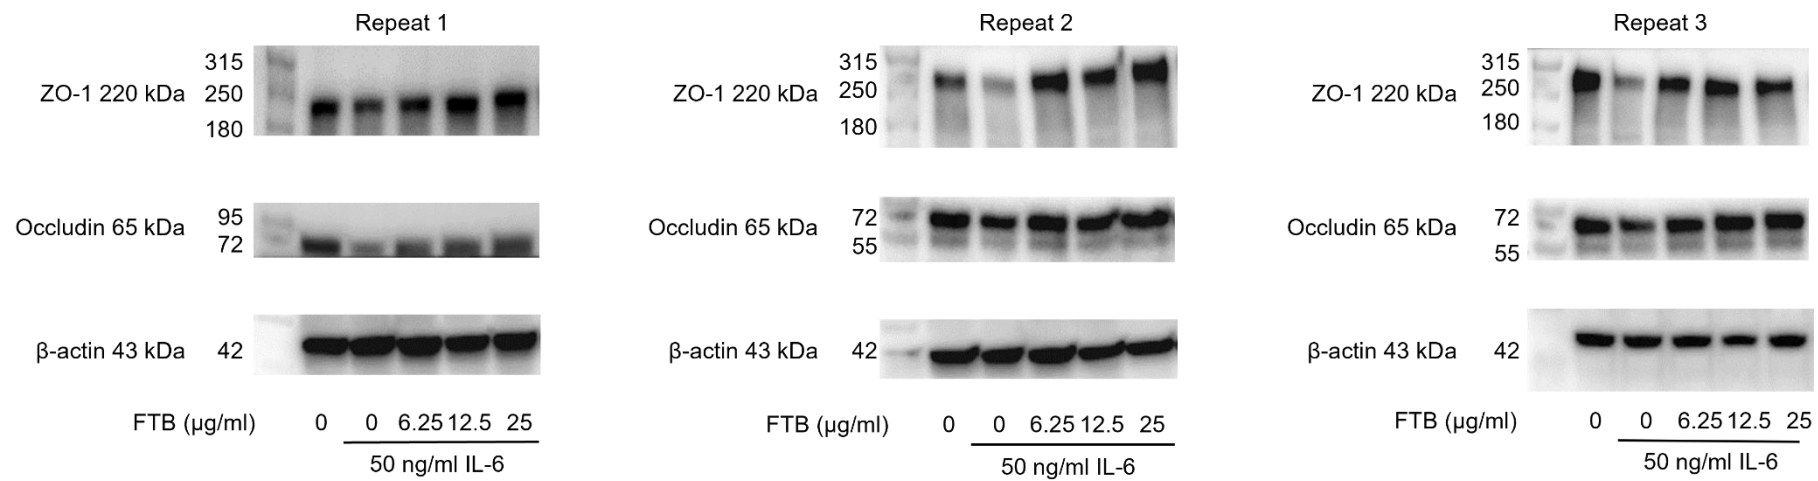 Repeat 1
ZO-1 220 kDa
315
250
180
Occludin 65 kDa
95
72
β-actin 43 kDa
42
FTB (μg/ml)
0 0 6.25 12.5 25
50 ng/ml IL-6
Repeat 2
ZO-1 220 kDa
315
250
180
Occludin 65 kDa
72
55
β-actin 43 kDa
42
FTB (μg/ml)
0 0 6.25 12.5 25
50 ng/ml IL-6
Repeat 3
ZO-1 220 kDa
315
250
180
Occludin 65 kDa
72
55
β-actin 43 kDa
42
FTB (μg/ml)
0 0 6.25 12.5 25
50 ng/ml IL-6